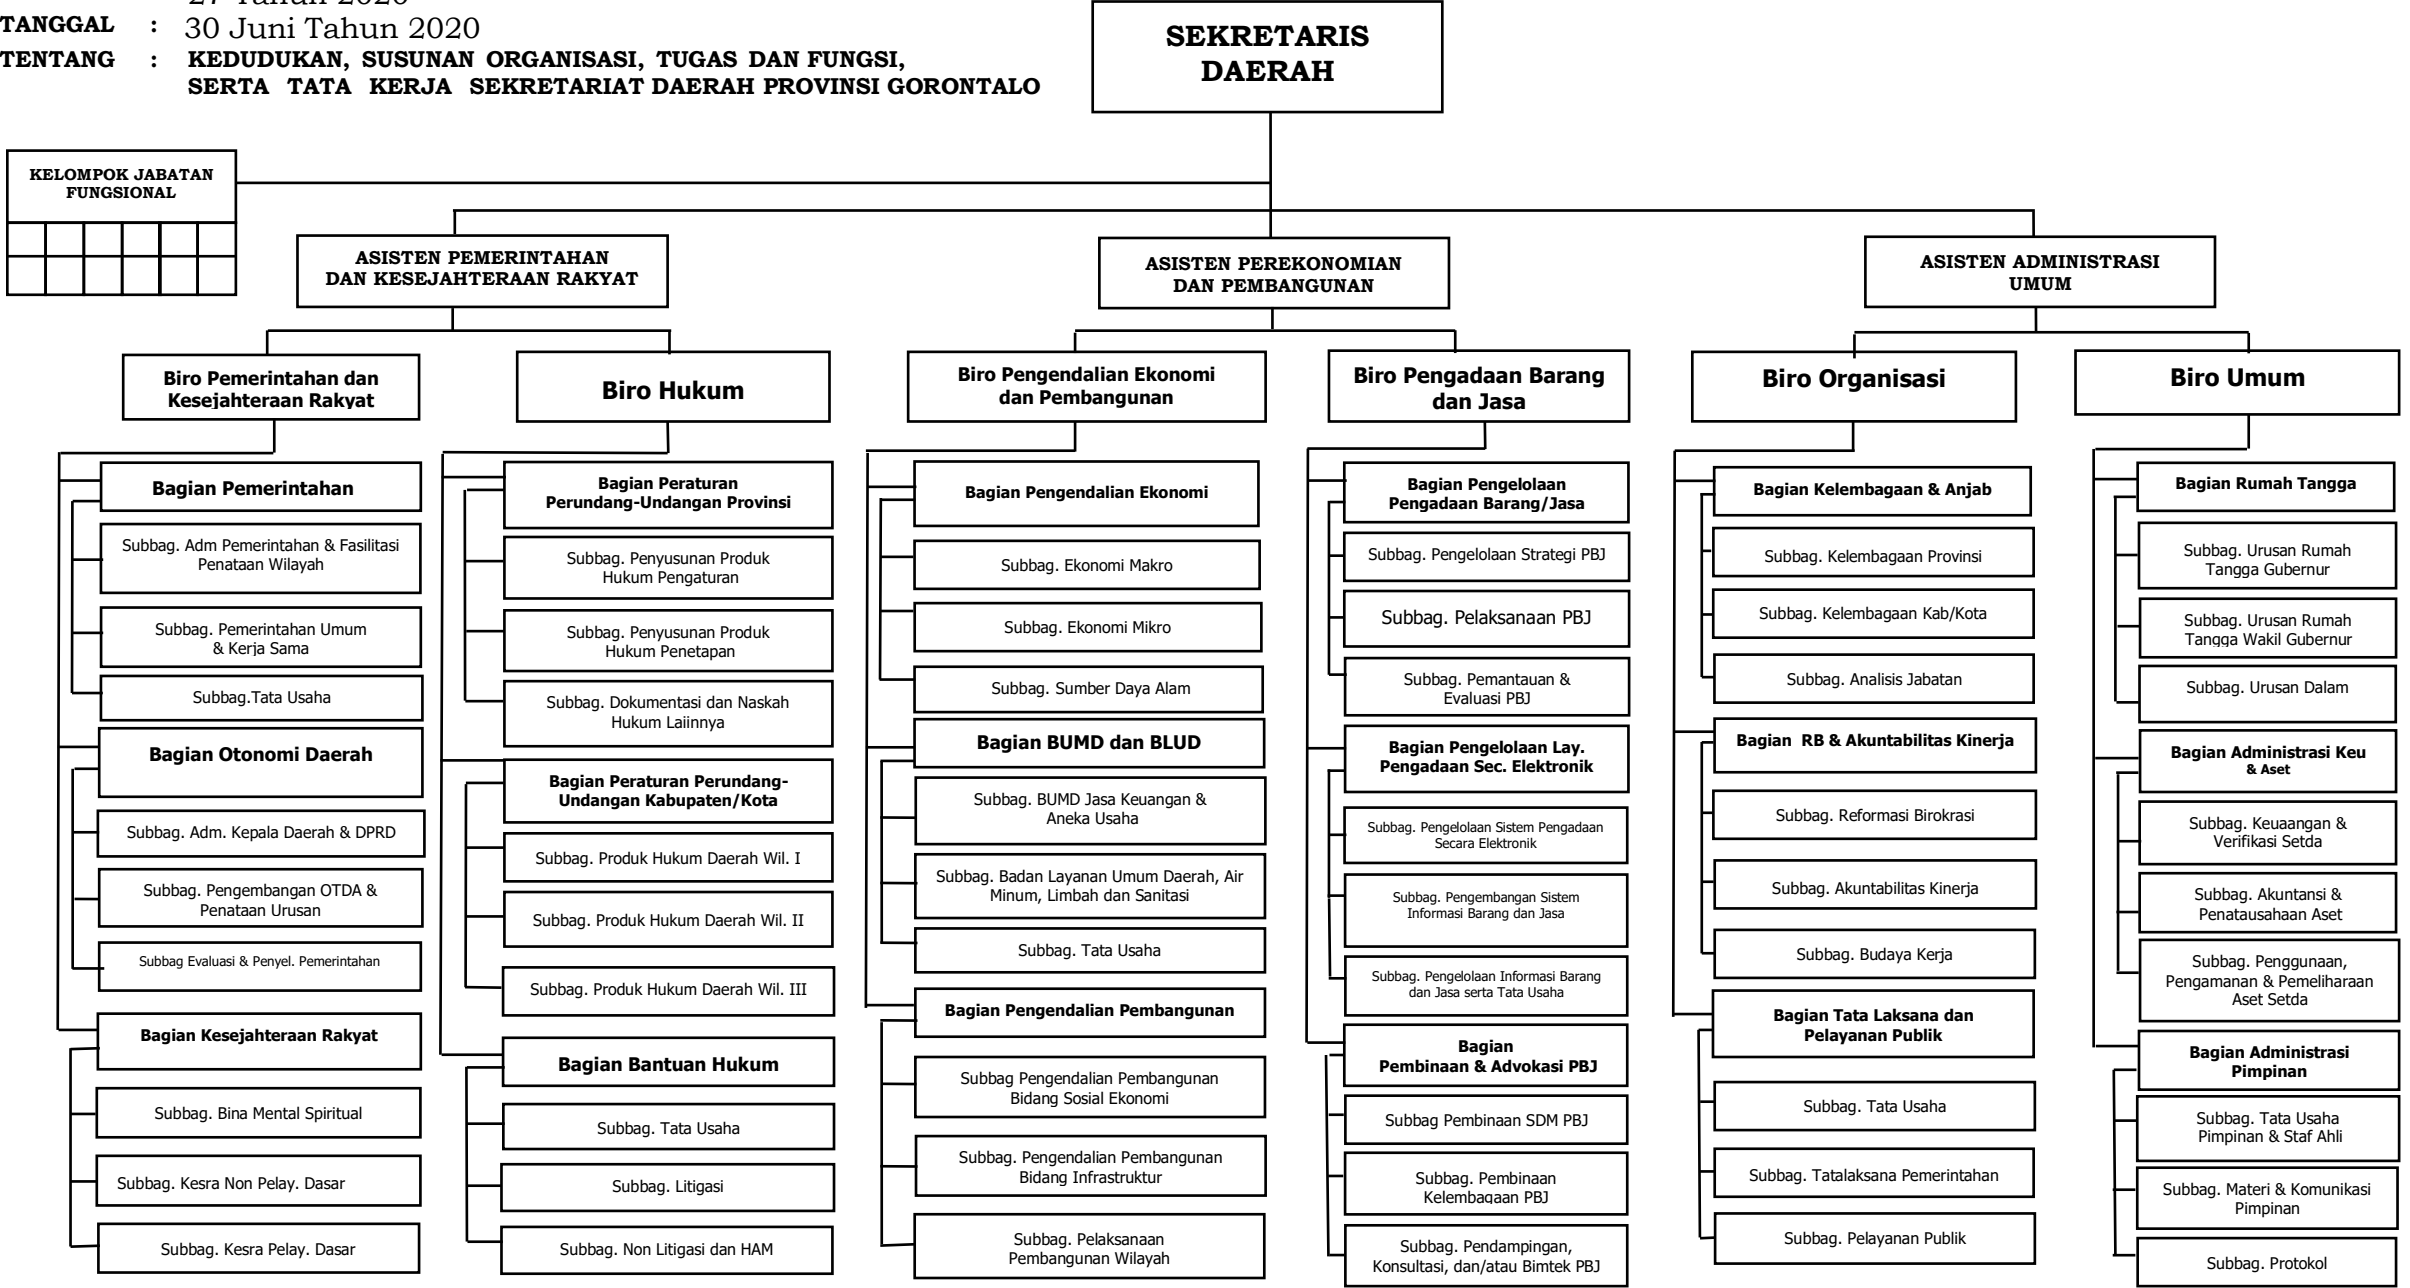 27 Tahun 2020
TANGGAL : 30 Juni Tahun 2020
TENTANG : KEDUDUKAN, SUSUNAN ORGANISASI, TUGAS DAN FUNGSI,
SERTA TATA KERJA SEKRETARIAT DAERAH PROVINSI GORONTALO
SEKRETARIS
DAERAH
KELOMPOK JABATAN
FUNGSIONAL
ASISTEN PEMERINTAHAN
DAN KESEJAHTERAAN RAKYAT
ASISTEN PEREKONOMIAN
DAN PEMBANGUNAN
ASISTEN ADMINISTRASI
UMUM
Biro Pemerintahan dan
Kesejahteraan Rakyat
Biro Hukum
Biro Pengendalian Ekonomi
dan Pembangunan
Biro Pengadaan Barang
dan Jasa
Biro Organisasi
Biro Umum
Bagian Pemerintahan
Subbag. Adm Pemerintahan & Fasilitasi
Penataan Wilayah
Subbag. Pemerintahan Umum
& Kerja Sama
Subbag.Tata Usaha
Bagian Otonomi Daerah
Subbag. Adm. Kepala Daerah & DPRD
Subbag. Pengembangan OTDA &
Penataan Urusan
Subbag Evaluasi & Penyel. Pemerintahan
Bagian Kesejahteraan Rakyat
Subbag. Bina Mental Spiritual
Subbag. Kesra Non Pelay. Dasar
Subbag. Kesra Pelay. Dasar
Bagian Peraturan
Perundang-Undangan Provinsi
Subbag. Penyusunan Produk
Hukum Pengaturan
Subbag. Penyusunan Produk
Hukum Penetapan
Subbag. Dokumentasi dan Naskah
Hukum Laiinnya
Bagian Peraturan Perundang-
Undangan Kabupaten/Kota
Subbag. Produk Hukum Daerah Wil. I
Subbag. Produk Hukum Daerah Wil. II
Subbag. Produk Hukum Daerah Wil. III
Bagian Bantuan Hukum
Subbag. Tata Usaha
Subbag. Litigasi
Subbag. Non Litigasi dan HAM
Bagian Pengendalian Ekonomi
Subbag. Ekonomi Makro
Subbag. Ekonomi Mikro
Subbag. Sumber Daya Alam
Bagian BUMD dan BLUD
Subbag. BUMD Jasa Keuangan &
Aneka Usaha
Subbag. Badan Layanan Umum Daerah, Air
Minum, Limbah dan Sanitasi
Subbag. Tata Usaha
Bagian Pengendalian Pembangunan
Subbag Pengendalian Pembangunan
Bidang Sosial Ekonomi
Subbag. Pengendalian Pembangunan
Bidang Infrastruktur
Subbag. Pelaksanaan
Pembangunan Wilayah
Bagian Pengelolaan
Pengadaan Barang/Jasa
Subbag. Pengelolaan Strategi PBJ
Subbag. Pelaksanaan PBJ
Subbag. Pemantauan &
Evaluasi PBJ
Bagian Pengelolaan Lay.
Pengadaan Sec. Elektronik
Subbag. Pengelolaan Sistem Pengadaan
Secara Elektronik
Subbag. Pengembangan Sistem
Informasi Barang dan Jasa
Subbag. Pengelolaan Informasi Barang
dan Jasa serta Tata Usaha
Bagian
Pembinaan & Advokasi PBJ
Subbag Pembinaan SDM PBJ
Subbag. Pembinaan
Kelembagaan PBJ
Subbag. Pendampingan,
Konsultasi, dan/atau Bimtek PBJ
Bagian Kelembagaan & Anjab
Subbag. Kelembagaan Provinsi
Subbag. Kelembagaan Kab/Kota
Subbag. Analisis Jabatan
Bagian RB & Akuntabilitas Kinerja
Subbag. Reformasi Birokrasi
Subbag. Akuntabilitas Kinerja
Subbag. Budaya Kerja
Bagian Tata Laksana dan
Pelayanan Publik
Subbag. Tata Usaha
Subbag. Tatalaksana Pemerintahan
Subbag. Pelayanan Publik
Bagian Rumah Tangga
Subbag. Urusan Rumah
Tangga Gubernur
Subbag. Urusan Rumah
Tangga Wakil Gubernur
Subbag. Urusan Dalam
Bagian Administrasi Keu
& Aset
Subbag. Keuaangan &
Verifikasi Setda
Subbag. Akuntansi &
Penatausahaan Aset
Subbag. Penggunaan,
Pengamanan & Pemeliharaan
Aset Setda
Bagian Administrasi
Pimpinan
Subbag. Tata Usaha
Pimpinan & Staf Ahli
Subbag. Materi & Komunikasi
Pimpinan
Subbag. Protokol